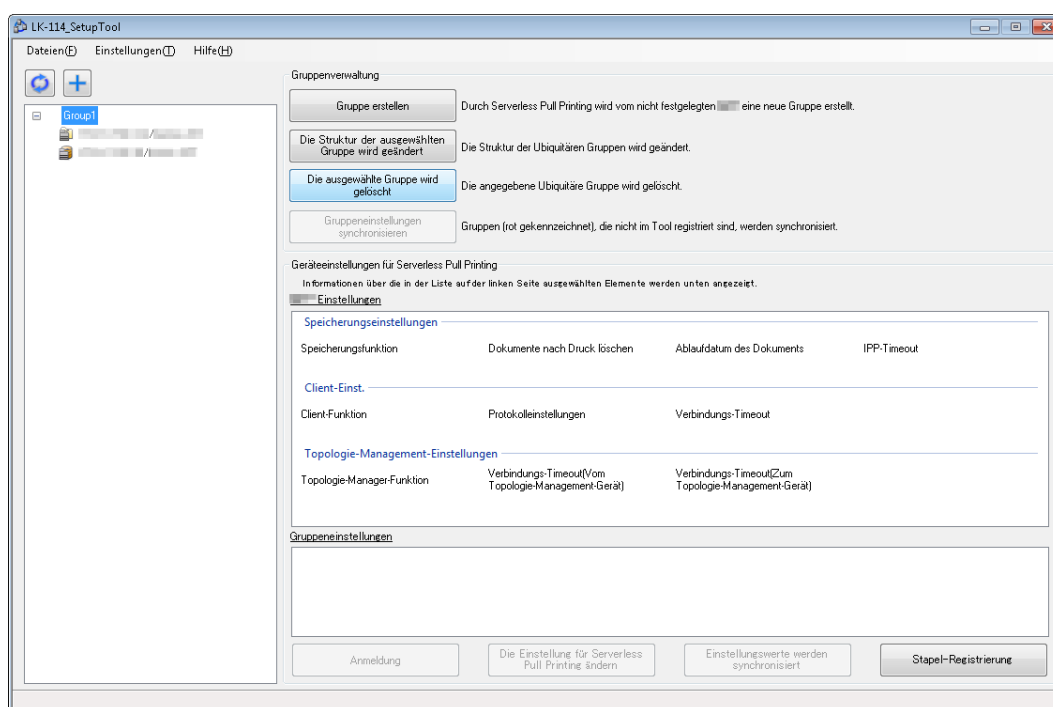 LK-114_SetupTool
Dateien(F) Einstellungen(T) Hilfe(H)
Group1
/
/
Gruppenverwaltung
Gruppe erstellen
Durch Serverless Pull Printing wird vom nicht festgelegten eine neue Gruppe erstellt.
Die Struktur der ausgewählten
Gruppe wird geändert
Die Struktur der Ubiquitären Gruppen wird geändert.
Die ausgewählte Gruppe wird
gelöscht
Die angegebene Ubiquitäre Gruppe wird gelöscht.
Gruppeneinstellungen
synchronisieren
Gruppen (rot gekennzeichnet), die nicht im Tool registriert sind, werden synchronisiert.
Geräteeinstellungen für Serverless Pull Printing
Informationen über die in der Liste auf der linken Seite ausgewählten Elemente werden unten angezeigt.
Einstellungen
Speicherungseinstellungen
Speicherungsfunktion Dokumente nach Druck löschen Ablaufdatum des Dokuments IPP-Timeout
Client-Einst.
Client-Funktion Protokolleinstellungen Verbindungs-Timeout
Topologie-Management-Einstellungen
Topologie-Manager-Funktion
Verbindungs-Timeout(Vom
Topologie-Management-Gerät)
Verbindungs-Timeout(Zum
Topologie-Management-Gerät)
Gruppeneinstellungen
Anmeldung
Die Einstellung für Serverless
Pull Printing ändern
Einstellungswerte werden
synchronisiert
Stapel-Registrierung